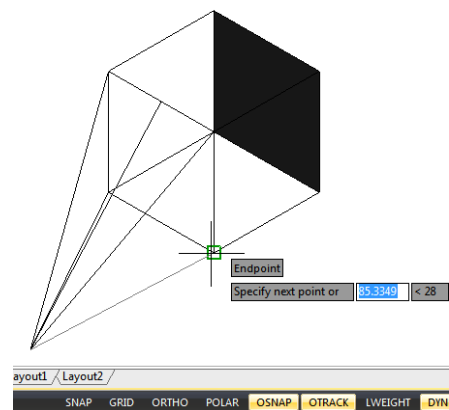 Endpoint
Specify next point or 85.3349 < 28
ayout1 Layout2
SNAP GRID ORTHO POLAR OSNAP OTRACK LWEIGHT DYN